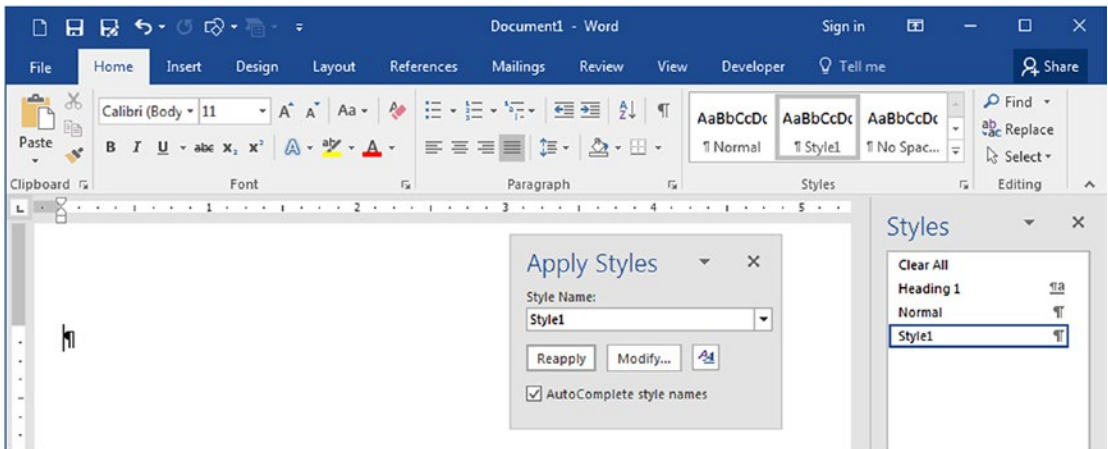 Document1 - Word Sign in
File Home Insert Design Layout References Mailings Review View Developer Tell me Share
Calibri (Body 11 A A Aa
Paste
B I U abc X₂ X² A aby A
AaBbCcDc AaBbCcDc AaBbCcDc
¶ Normal ¶ Style1 ¶ No Spac...
Find
Replace
Select
Clipboard Font Paragraph Styles Editing
L 1 2 3 4 5
Styles
Clear All
Heading 1 ¶a
Normal ¶
Style1 ¶
Apply Styles
Style Name:
Style1
Reapply Modify...
AutoComplete style names
¶